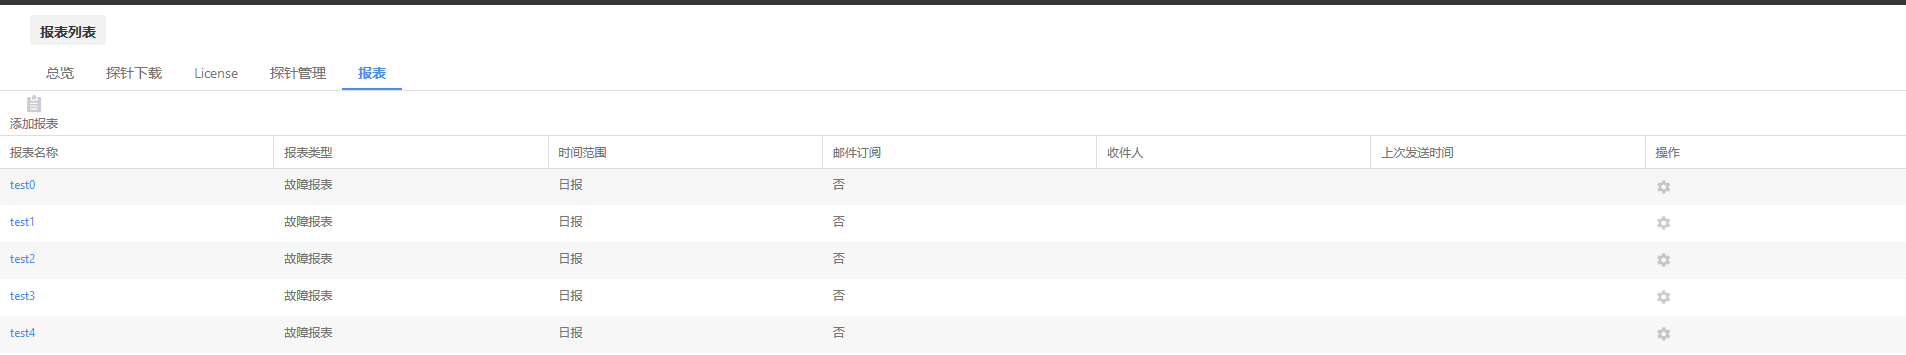 报表列表
总览 探针下载 License 探针管理 报表
添加报表
报表名称 报表类型 时间范围 邮件订阅 收件人 上次发送时间 操作
test0 故障报表 日报 否
test1 故障报表 日报 否
test2 故障报表 日报 否
test3 故障报表 日报 否
test4 故障报表 日报 否